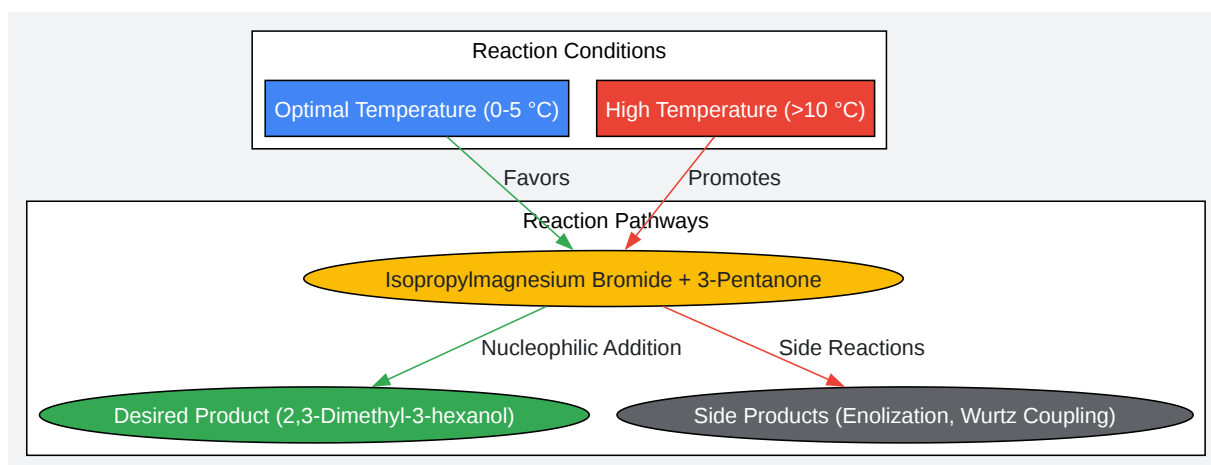 Reaction Conditions
Optimal Temperature (0-5 °C)
High Temperature (>10 °C)
Favors
Promotes
Reaction Pathways
Isopropylmagnesium Bromide + 3-Pentanone
Nucleophilic Addition
Side Reactions
Desired Product (2,3-Dimethyl-3-hexanol)
Side Products (Enolization, Wurtz Coupling)